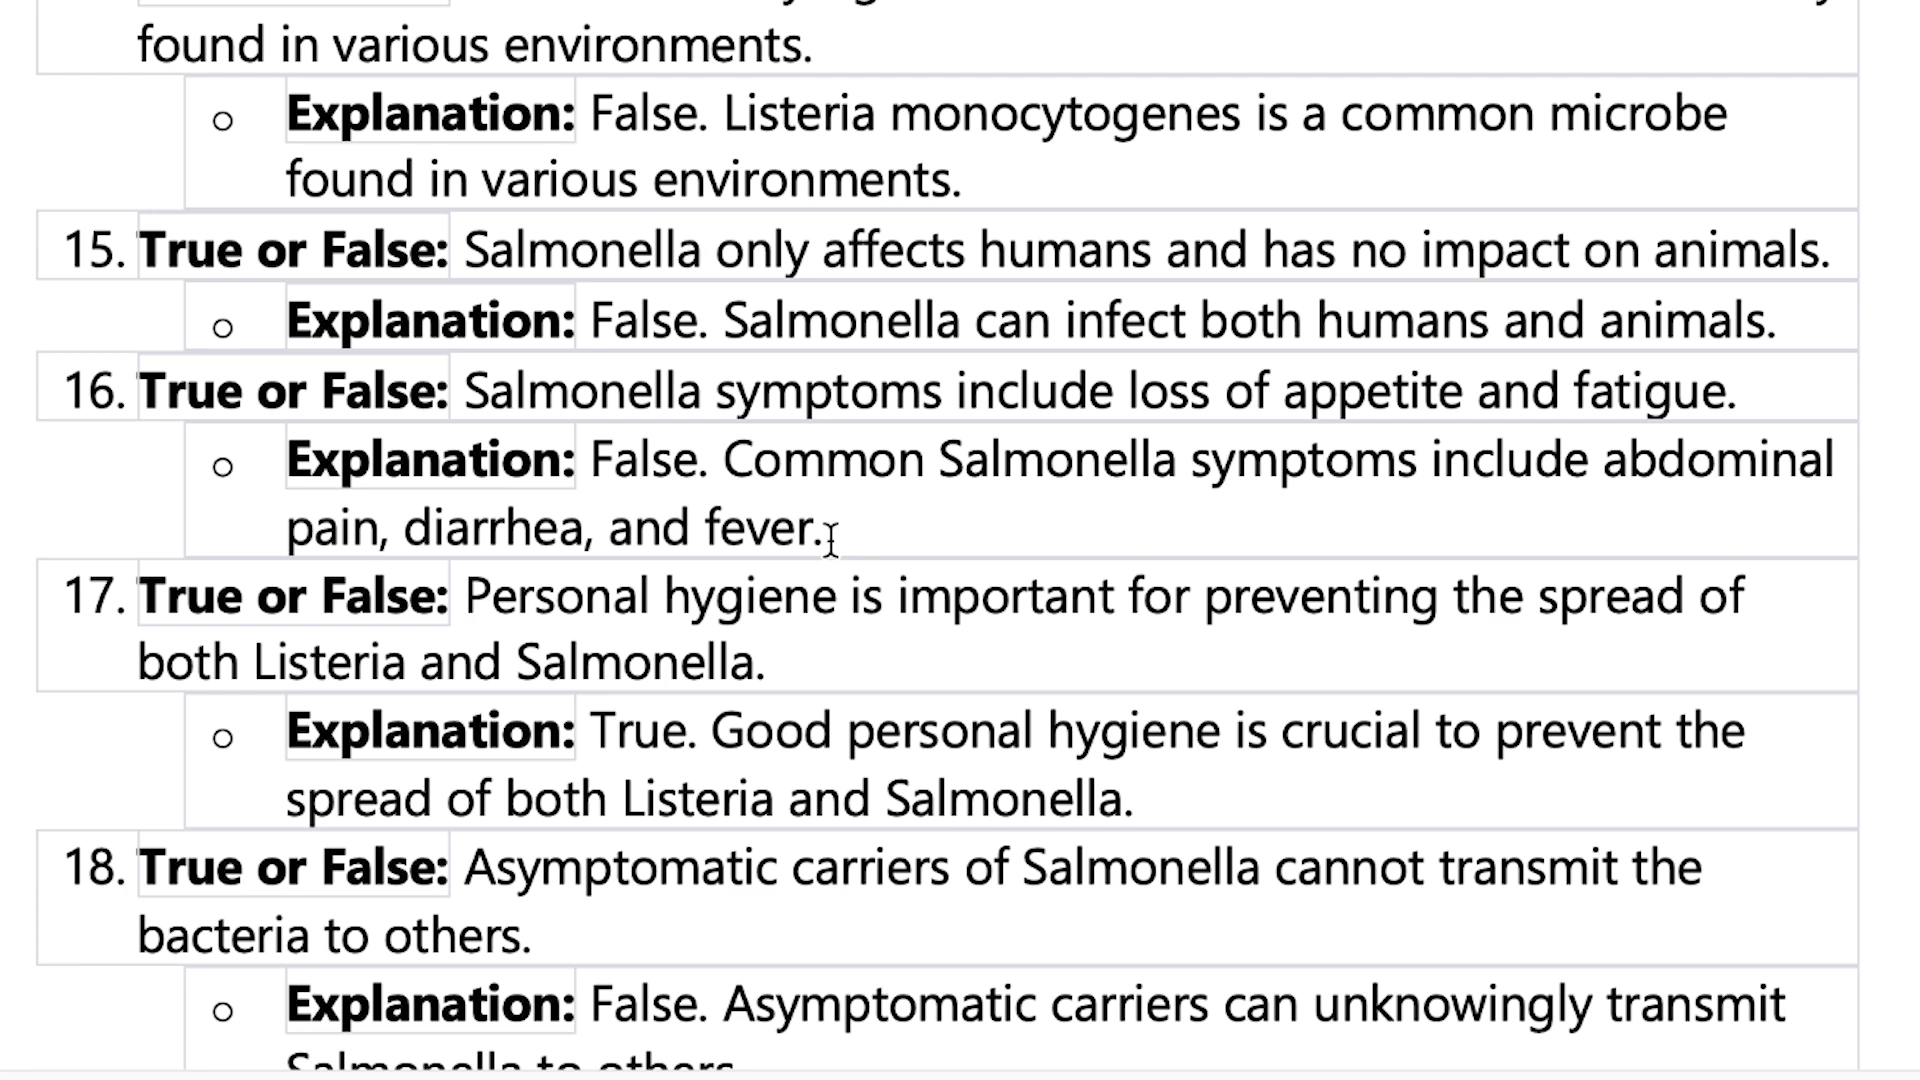 found in various environments.
o Explanation: False. Listeria monocytogenes is a common microbe
found in various environments.
15. True or False: Salmonella only affects humans and has no impact on animals.
o Explanation: False. Salmonella can infect both humans and animals.
16. True or False: Salmonella symptoms include loss of appetite and fatigue.
o Explanation: False. Common Salmonella symptoms include abdominal
pain, diarrhea, and fever.
17. True or False: Personal hygiene is important for preventing the spread of
both Listeria and Salmonella.
o Explanation: True. Good personal hygiene is crucial to prevent the
spread of both Listeria and Salmonella.
18. True or False: Asymptomatic carriers of Salmonella cannot transmit the
bacteria to others.
o Explanation: False. Asymptomatic carriers can unknowingly transmit
Salmonella to others.